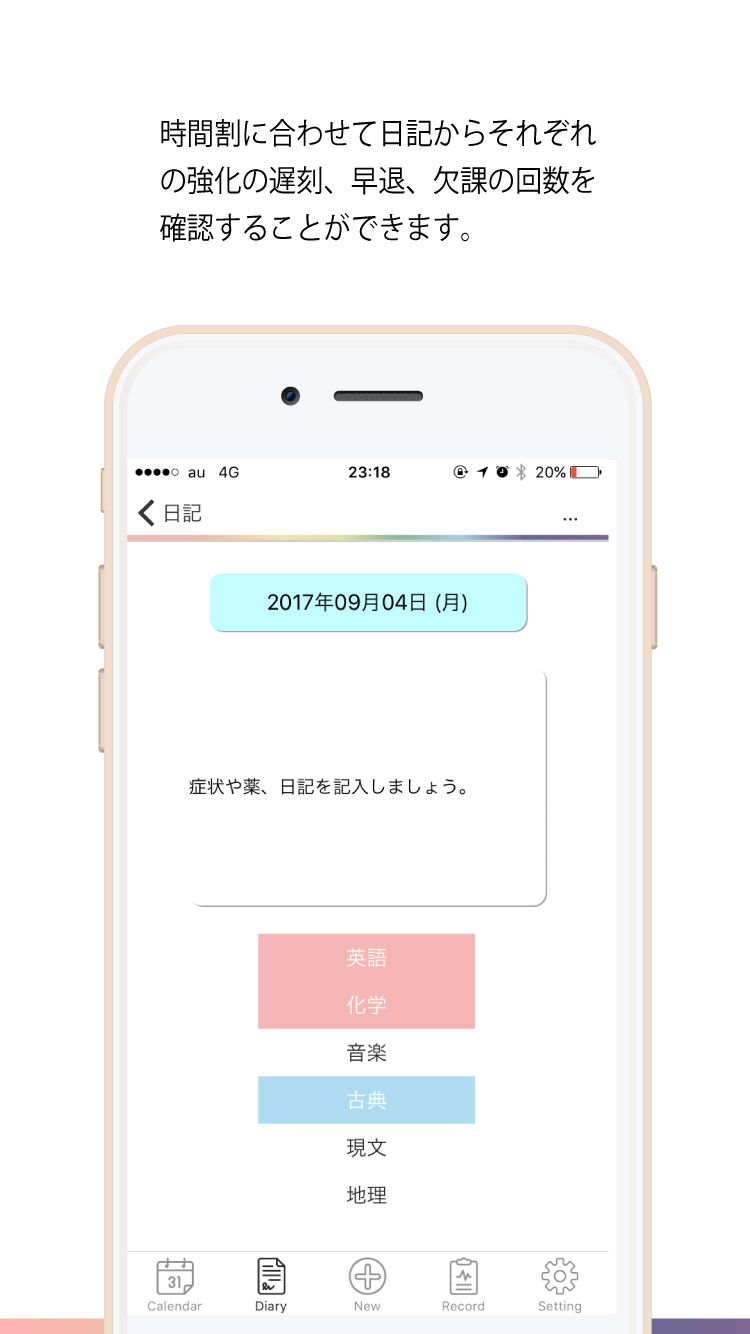 時間割に合わせて日記からそれぞれ
の強化の遅刻、早退、欠課の回数を
確認することができます。
au 4G 23:18 20%
日記 ...
2017年09月04日 (月)
症状や薬、日記を記入しましょう。
英語
化学
音楽
古典
現文
地理
31
Calendar Diary New Record Setting